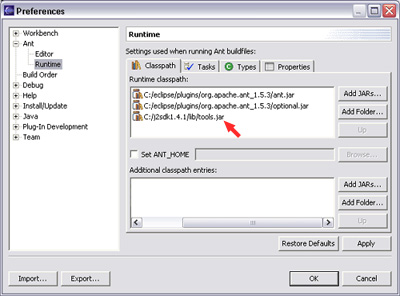 Preferences
Workbench
Ant
Editor
Runtime
Build Order
Debug
Help
Install/Update
Java
Plug-In Development
Team
Runtime
Settings used when running Ant buildfiles:
Classpath Tasks Types Properties
Runtime classpath:
C:/eclipse/plugins/org.apache.ant_1.5.3/ant.jar
C:/eclipse/plugins/org.apache.ant_1.5.3/optional.jar
C:/j2sdk1.4.1/lib/tools.jar
Add JARs...
Add Folder...
Up
Set ANT_HOME
Browse...
Additional classpath entries:
Add JARs...
Add Folder...
Up
Restore Defaults Apply
Import... Export... OK Cancel